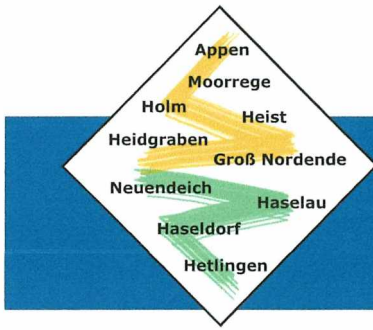 Appen
Moorrege
Holm
Heist
Heidgraben
Groß Nordende
Neuendeich
Haselau
Haseldorf
Hetlingen